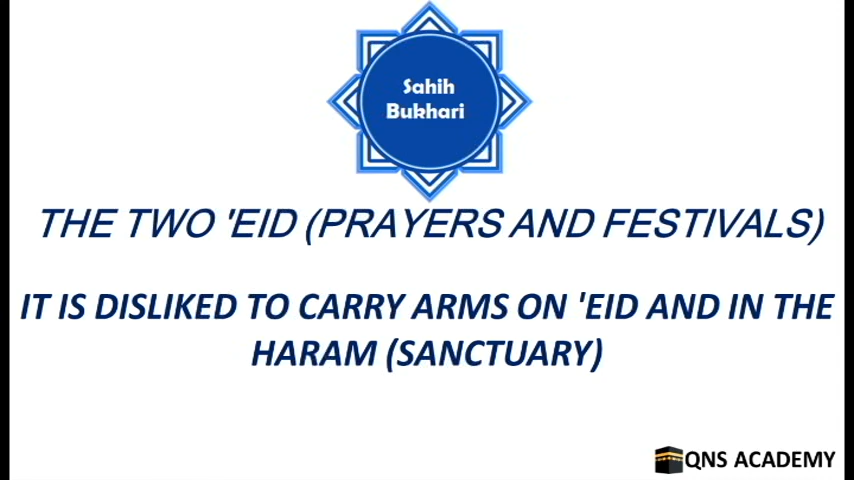 Sahih
Bukhari
THE TWO 'EID (PRAYERS AND FESTIVALS)
IT IS DISLIKED TO CARRY ARMS ON 'EID AND IN THE
HARAM (SANCTUARY)
QNS ACADEMY